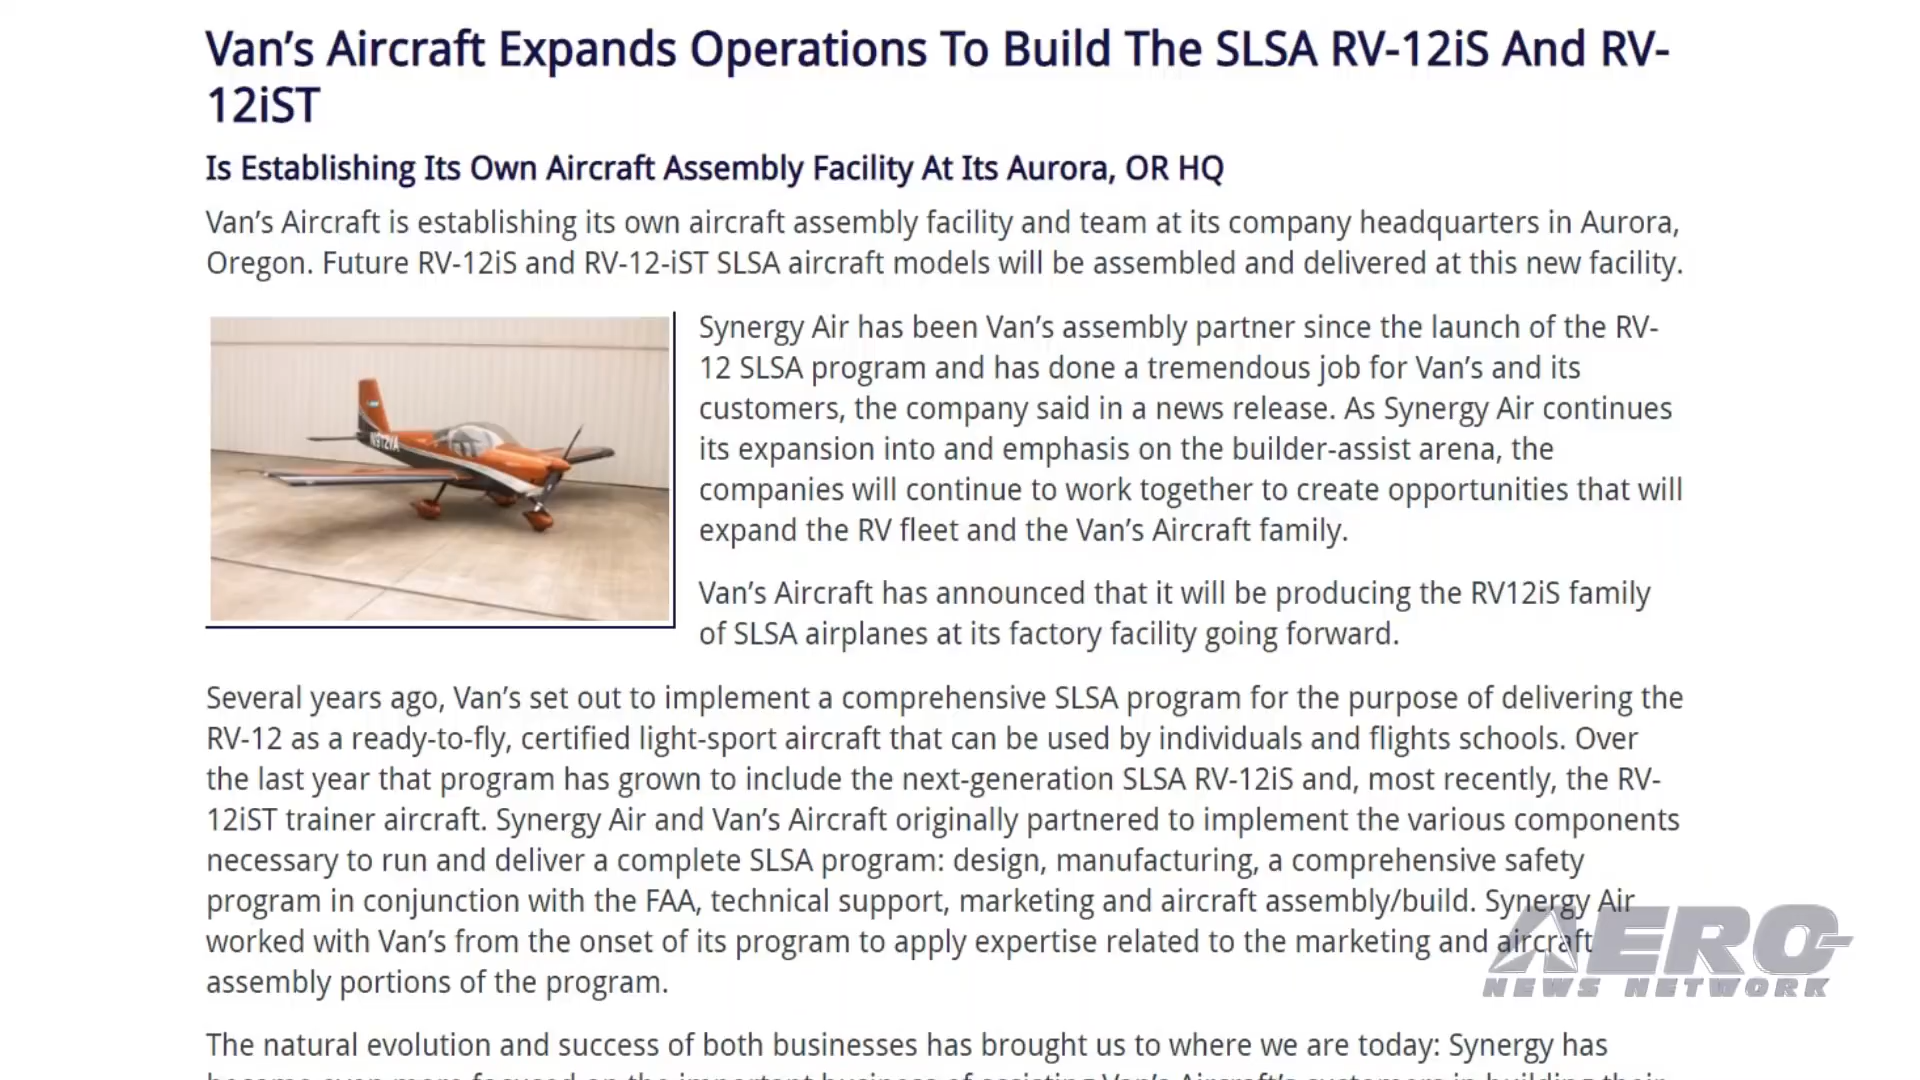 Van’s Aircraft Expands Operations To Build The SLSA RV-12iS And RV-
12iST
Is Establishing Its Own Aircraft Assembly Facility At Its Aurora, OR HQ
Van’s Aircraft is establishing its own aircraft assembly facility and team at its company headquarters in Aurora,
Oregon. Future RV-12iS and RV-12-iST SLSA aircraft models will be assembled and delivered at this new facility.
Synergy Air has been Van’s assembly partner since the launch of the RV-
12 SLSA program and has done a tremendous job for Van’s and its
customers, the company said in a news release. As Synergy Air continues
its expansion into and emphasis on the builder-assist arena, the
companies will continue to work together to create opportunities that will
expand the RV fleet and the Van’s Aircraft family.
Van’s Aircraft has announced that it will be producing the RV12iS family
of SLSA airplanes at its factory facility going forward.
Several years ago, Van’s set out to implement a comprehensive SLSA program for the purpose of delivering the
RV-12 as a ready-to-fly, certified light-sport aircraft that can be used by individuals and flights schools. Over
the last year that program has grown to include the next-generation SLSA RV-12iS and, most recently, the RV-
12iST trainer aircraft. Synergy Air and Van’s Aircraft originally partnered to implement the various components
necessary to run and deliver a complete SLSA program: design, manufacturing, a comprehensive safety
program in conjunction with the FAA, technical support, marketing and aircraft assembly/build. Synergy Air
worked with Van’s from the onset of its program to apply expertise related to the marketing and aircraft
assembly portions of the program.
AERO-
NEWS NETWORK
The natural evolution and success of both businesses has brought us to where we are today: Synergy has